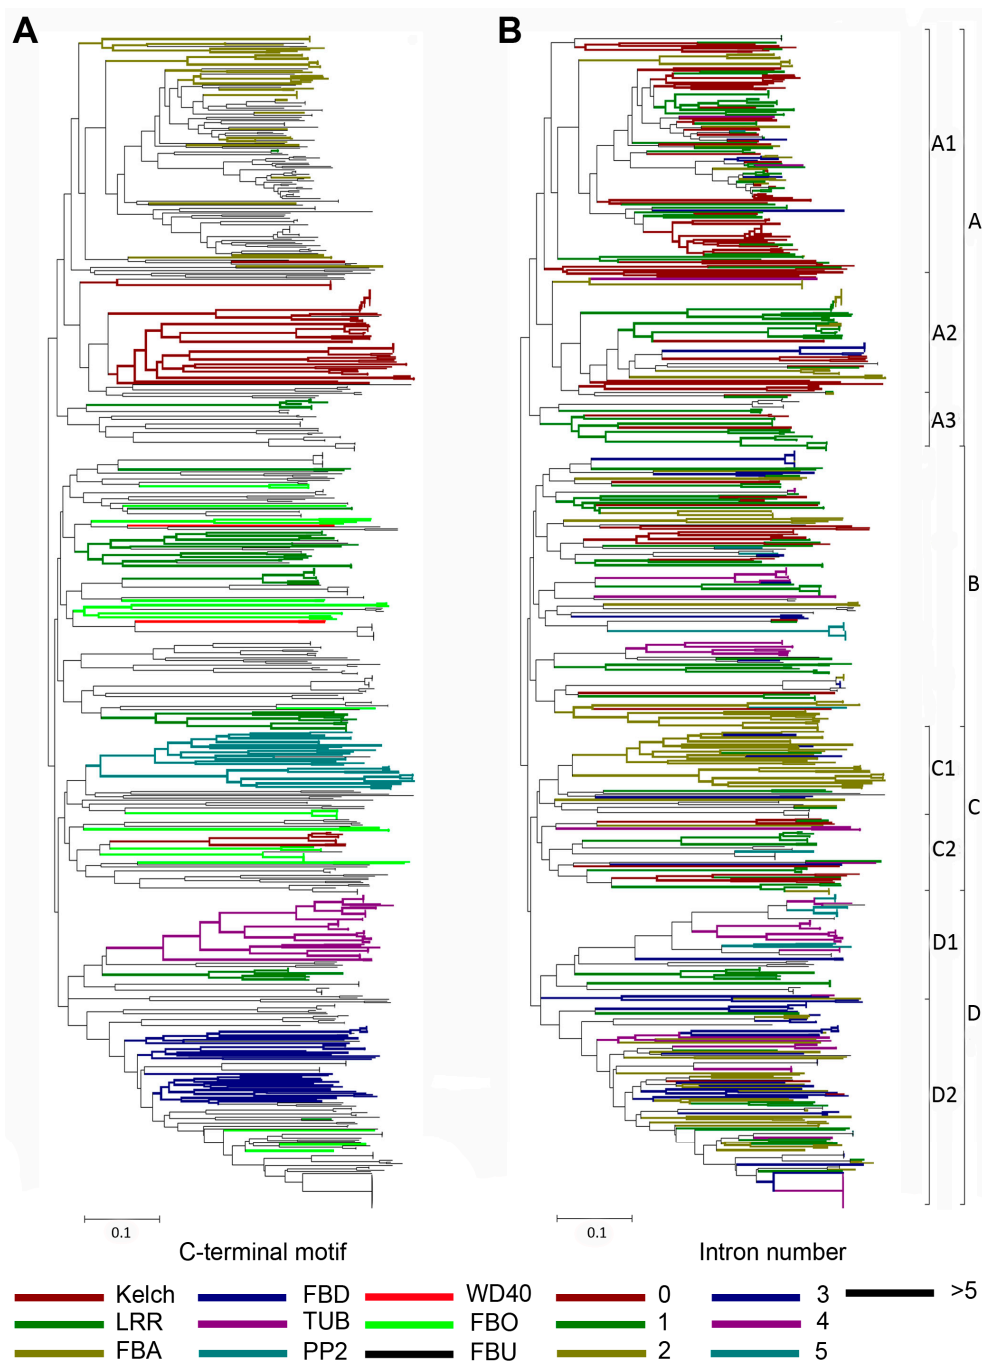 A B
A1
A
A2
A3
B
C1
C
C2
D1
D
D2
0.1 0.1
C-terminal motif Intron number
Kelch FBD WD40 0 3 >5
LRR TUB FBO 1 4
FBA PP2 FBU 2 5